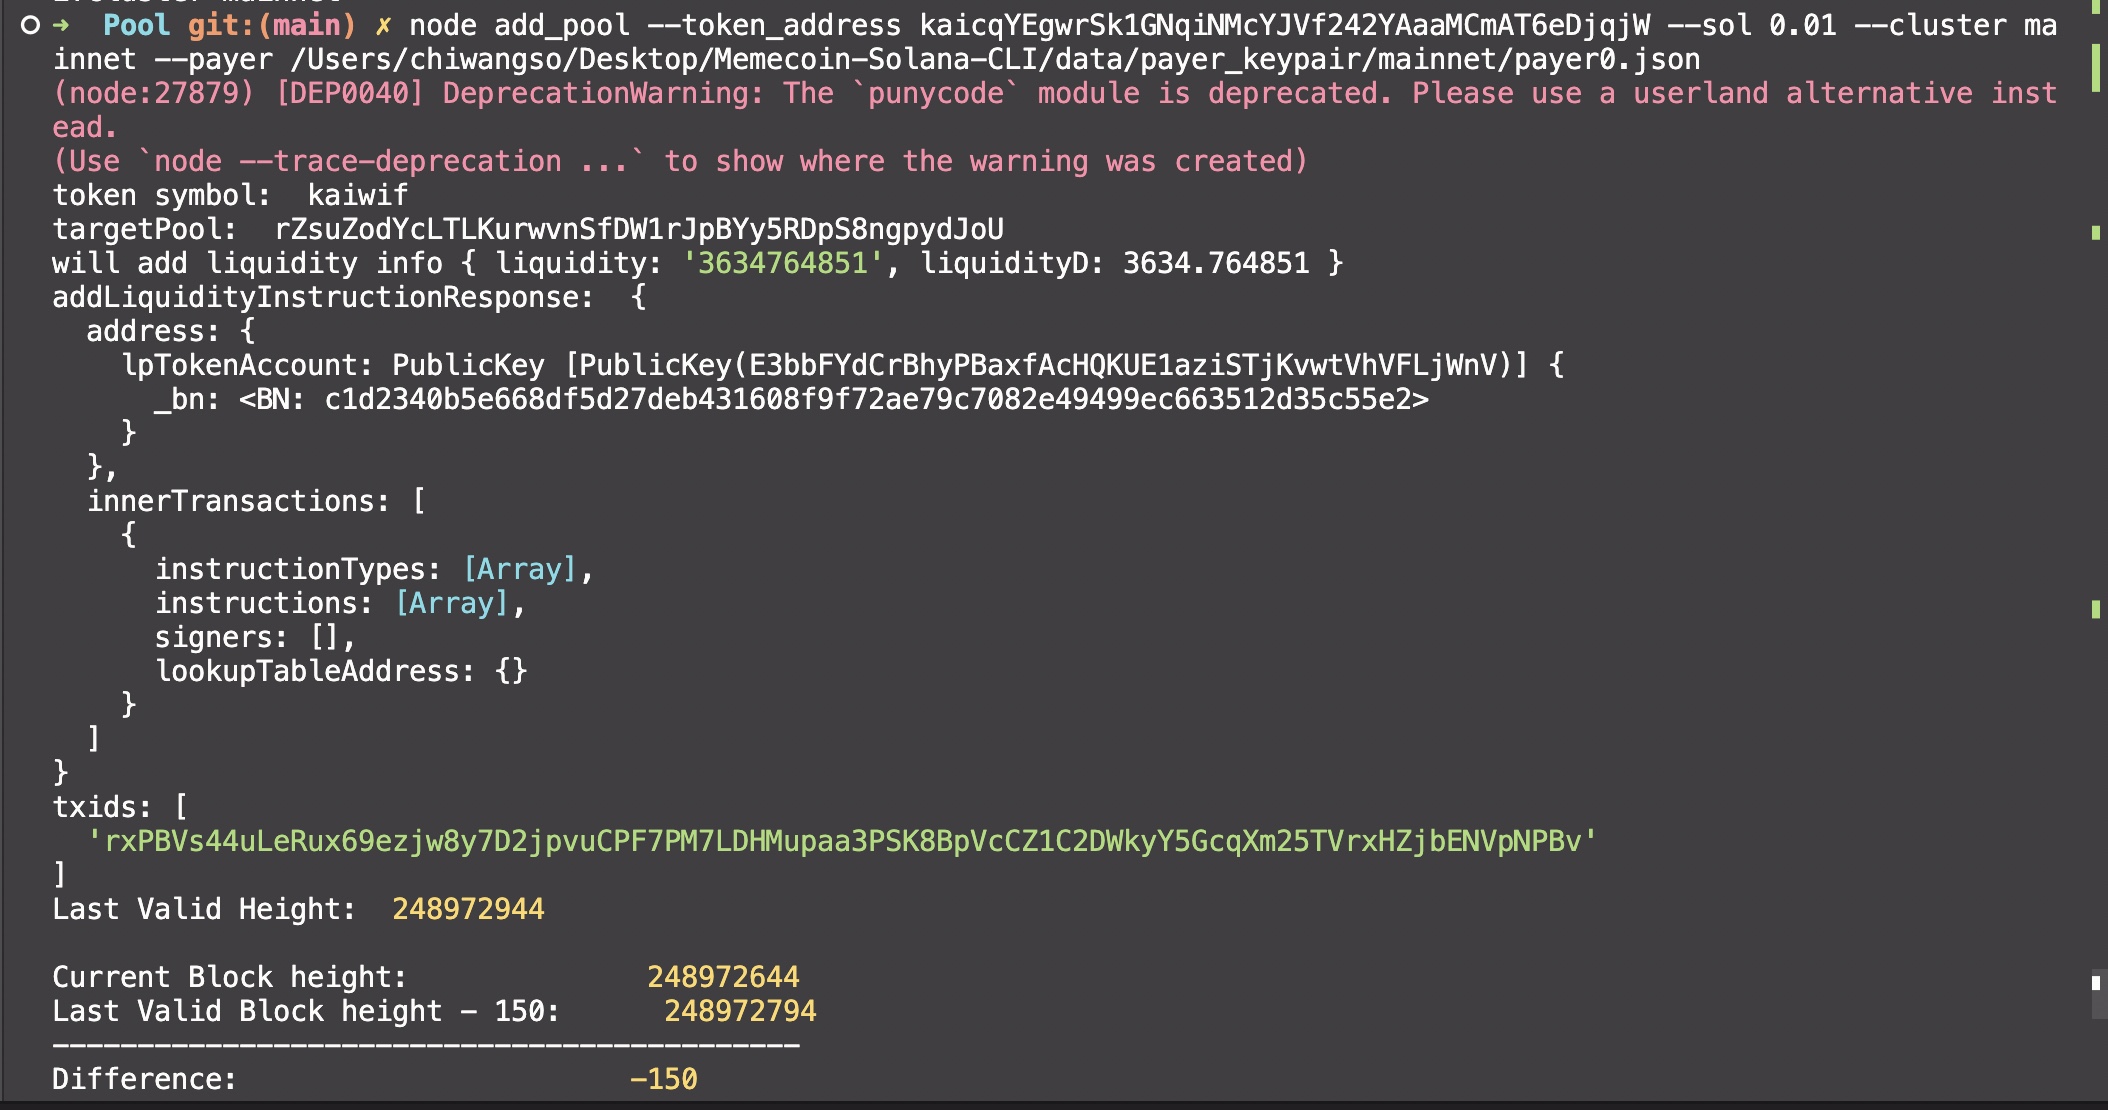 ➜  Pool git:(main) ✗ node add_pool --token_address kaicqYEgwrSk1GNqiNMcYJVf242YAaaMCmAT6eDjqjW --sol 0.01 --cluster ma
innet --payer /Users/chiwangso/Desktop/Memecoin-Solana-CLI/data/payer_keypair/mainnet/payer0.json
(node:27879) [DEP0040] DeprecationWarning: The `punycode` module is deprecated. Please use a userland alternative inst
ead.
(Use `node --trace-deprecation ...` to show where the warning was created)
token symbol:  kaiwif
targetPool:  rZsuZodYcLTLKurwvnSfDW1rJpBYy5RDpS8ngpydJoU
will add liquidity info { liquidity: '3634764851', liquidityD: 3634.764851 }
addLiquidityInstructionResponse:  {
  address: {
    lpTokenAccount: PublicKey [PublicKey(E3bbFYdCrBhyPBaxfAcHQKUE1aziSTjKvwtVhVFLjWnV)] {
      _bn: <BN: c1d2340b5e668df5d27deb431608f9f72ae79c7082e49499ec663512d35c55e2>
    }
  },
  innerTransactions: [
    {
      instructionTypes: [Array],
      instructions: [Array],
      signers: [],
      lookupTableAddress: {}
    }
  ]
}
txids: [
  'rxPBVs44uLeRux69ezjw8y7D2jpvuCPF7PM7LDHMupaa3PSK8BpVcCZ1C2DWkyY5GcqXm25TVrxHZjbENVpNPBv'
]
Last Valid Height:  248972944
Current Block height:              248972644
Last Valid Block height - 150:      248972794
--------------------------------------------
Difference:                       -150